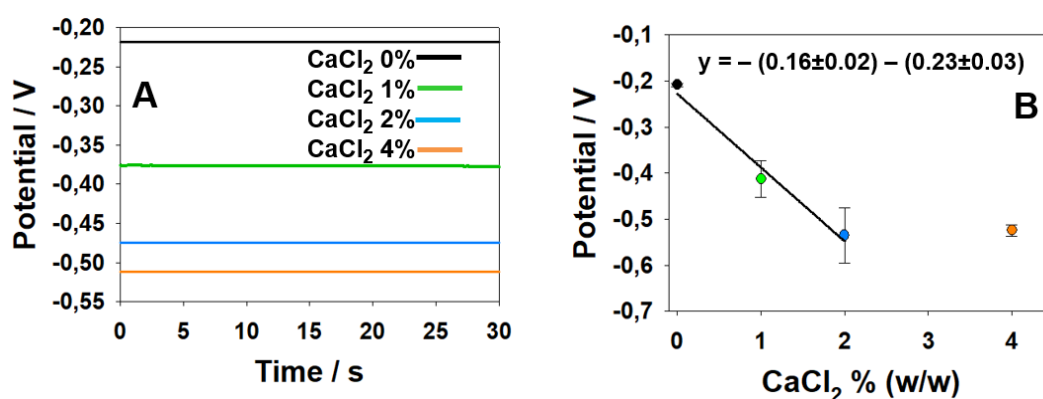 -0,20
-0,25
-0,30
-0,35
-0,40
-0,45
-0,50
-0,55
Potential / V
A
CaCl₂ 0%
CaCl₂ 1%
CaCl₂ 2%
CaCl₂ 4%
0 5 10 15 20 25 30
Time / s
-0,1
-0,2
-0,3
-0,4
-0,5
-0,6
-0,7
Potential / V
y = – (0.16±0.02) – (0.23±0.03)
B
0 1 2 3 4
CaCl₂ % (w/w)